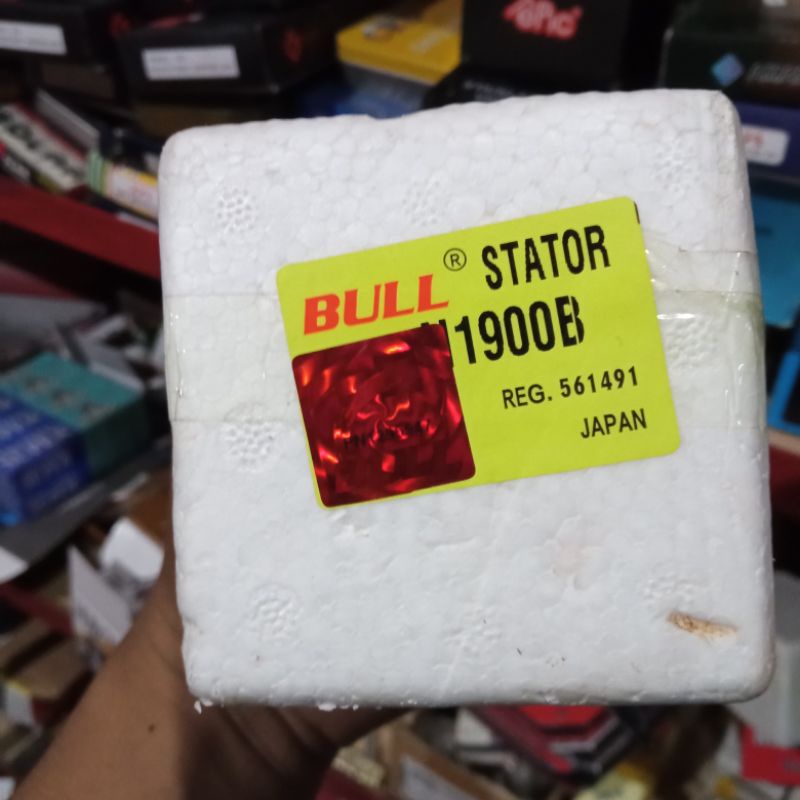 BULL® STATOR
1900B
REG. 561491
JAPAN